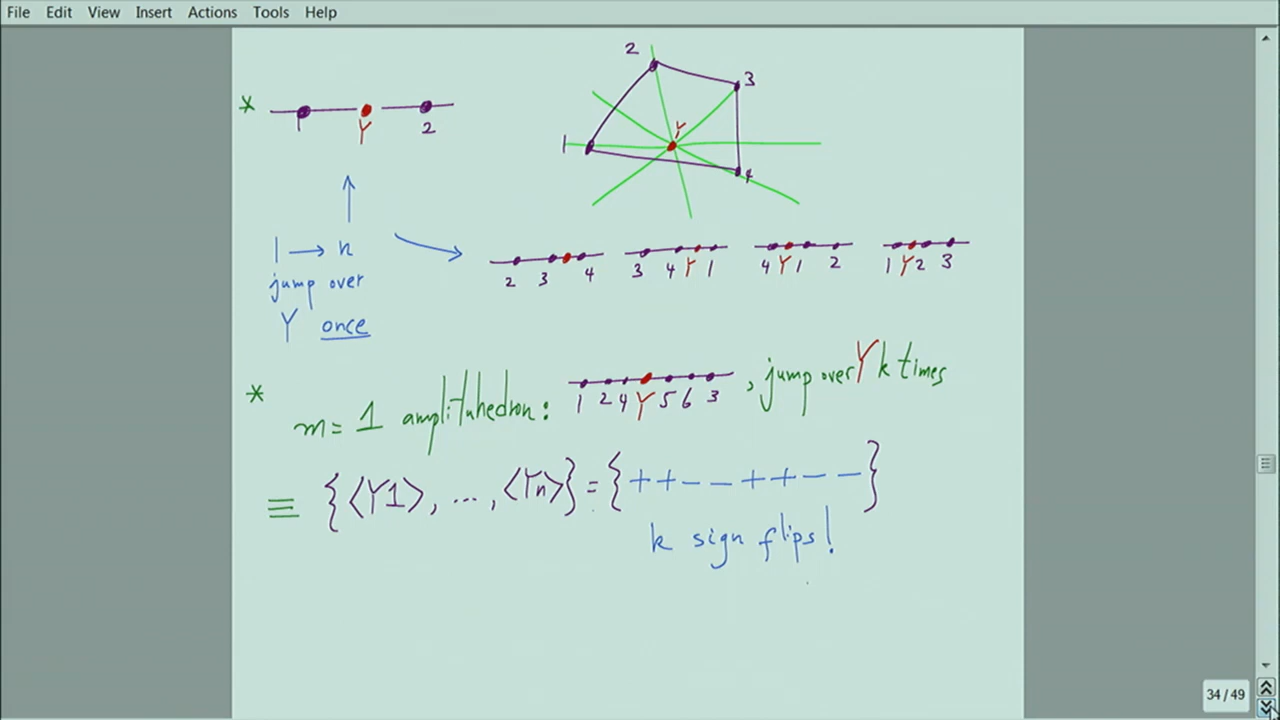 File Edit View Insert Actions Tools Help
* 1 Y 2
1 2 3 4 Y
1 → n
jump over
Y once
2 3 4
3 4 Y 1
4 Y 1 2
1 Y 2 3
* m = 1 amplituhedron: 1 2 4 Y 5 6 3 , jump over Y k times
≡ {⟨Y1⟩, ..., ⟨Yn⟩} = {++--++--}
k sign flips!
34 / 49